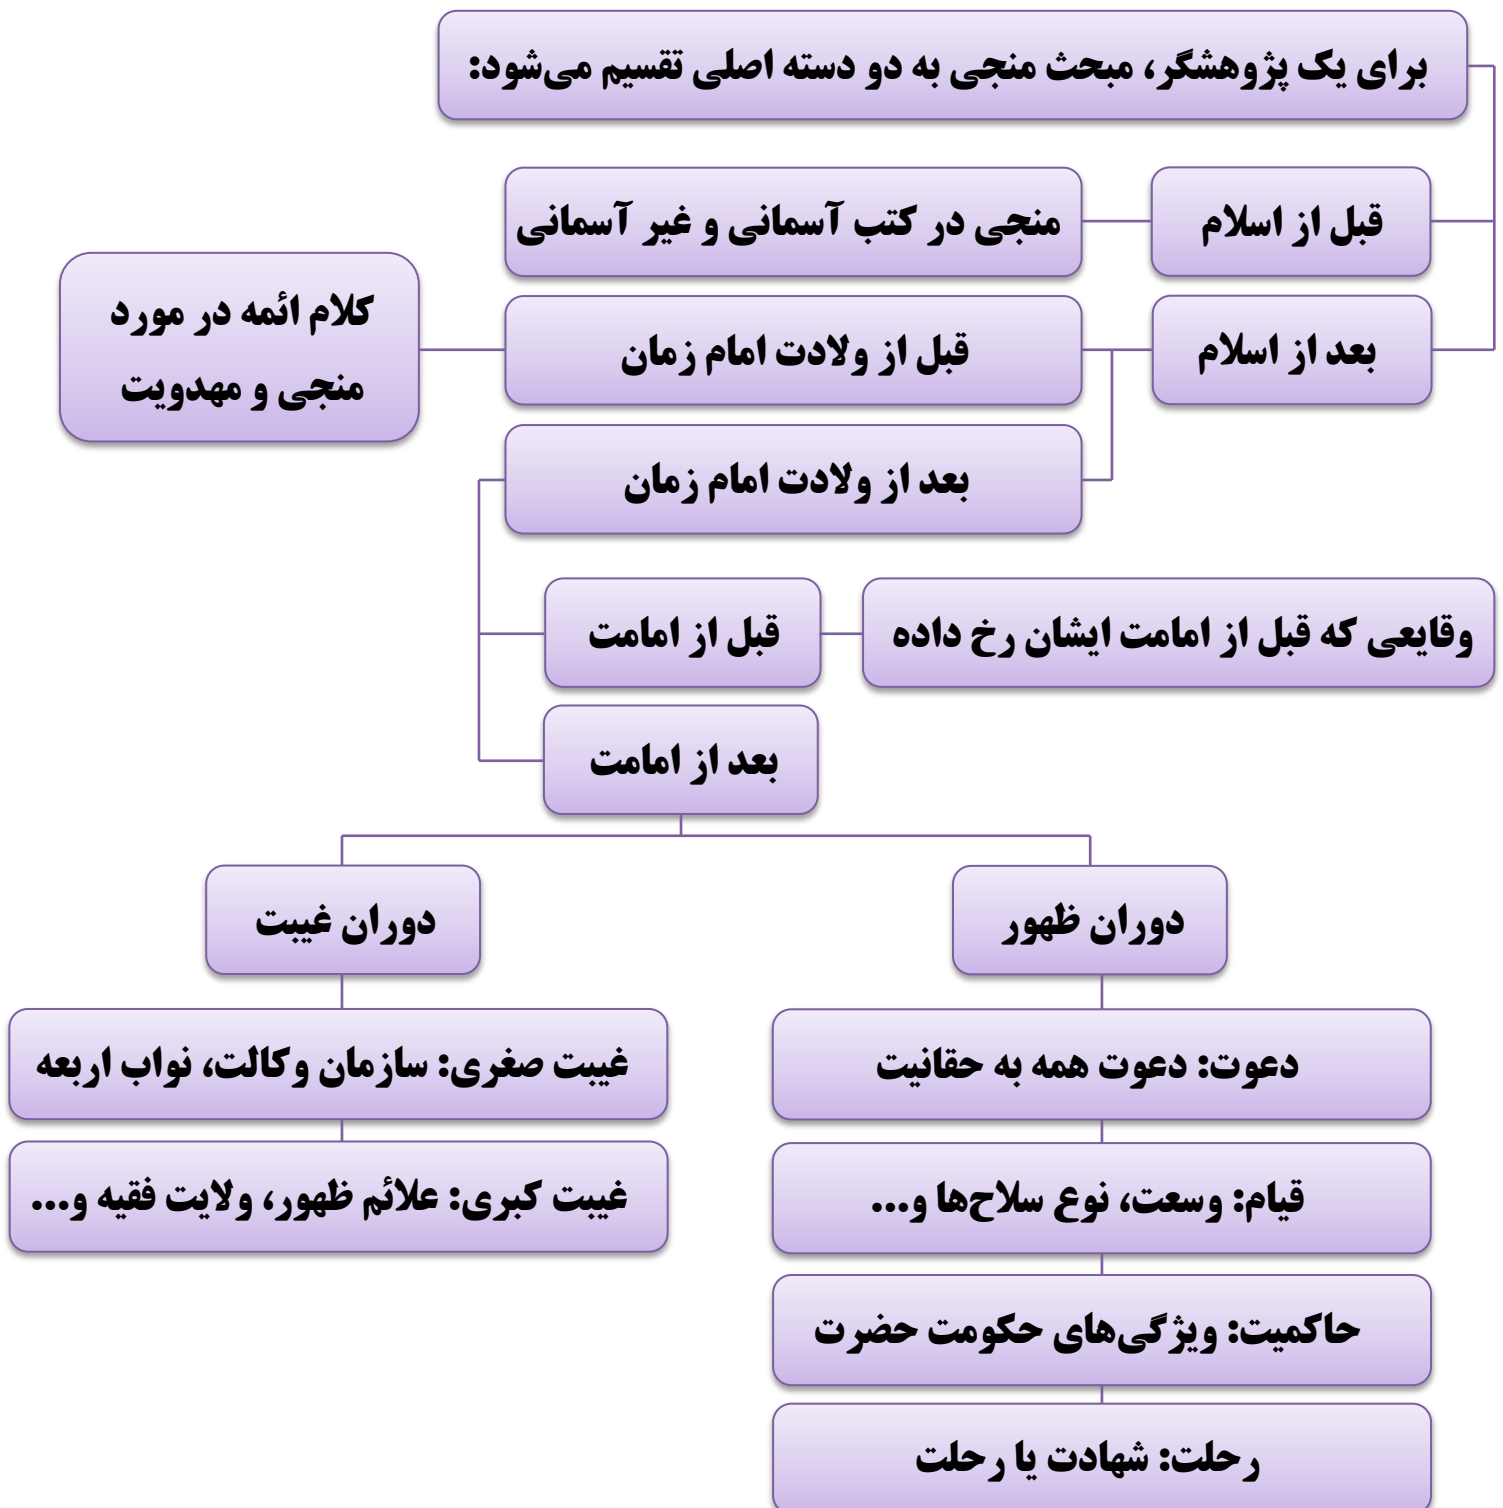 برای یک پژوهشگر، مبحث منجی به دو دسته اصلی تقسیم می‌شود:
قبل از اسلام
منجی در کتب آسمانی و غیر آسمانی
بعد از اسلام
قبل از ولادت امام زمان
کلام ائمه در مورد
منجی و مهدویت
بعد از ولادت امام زمان
قبل از امامت
وقایعی که قبل از امامت ایشان رخ داده
بعد از امامت
دوران ظهور
دعوت: دعوت همه به حقانیت
قیام: وسعت، نوع سلاح‌ها و...
حاکمیت: ویژگی‌های حکومت حضرت
رحلت: شهادت یا رحلت
دوران غیبت
غیبت صغری: سازمان وکالت، نواب اربعه
غیبت کبری: علائم ظهور، ولایت فقیه و...